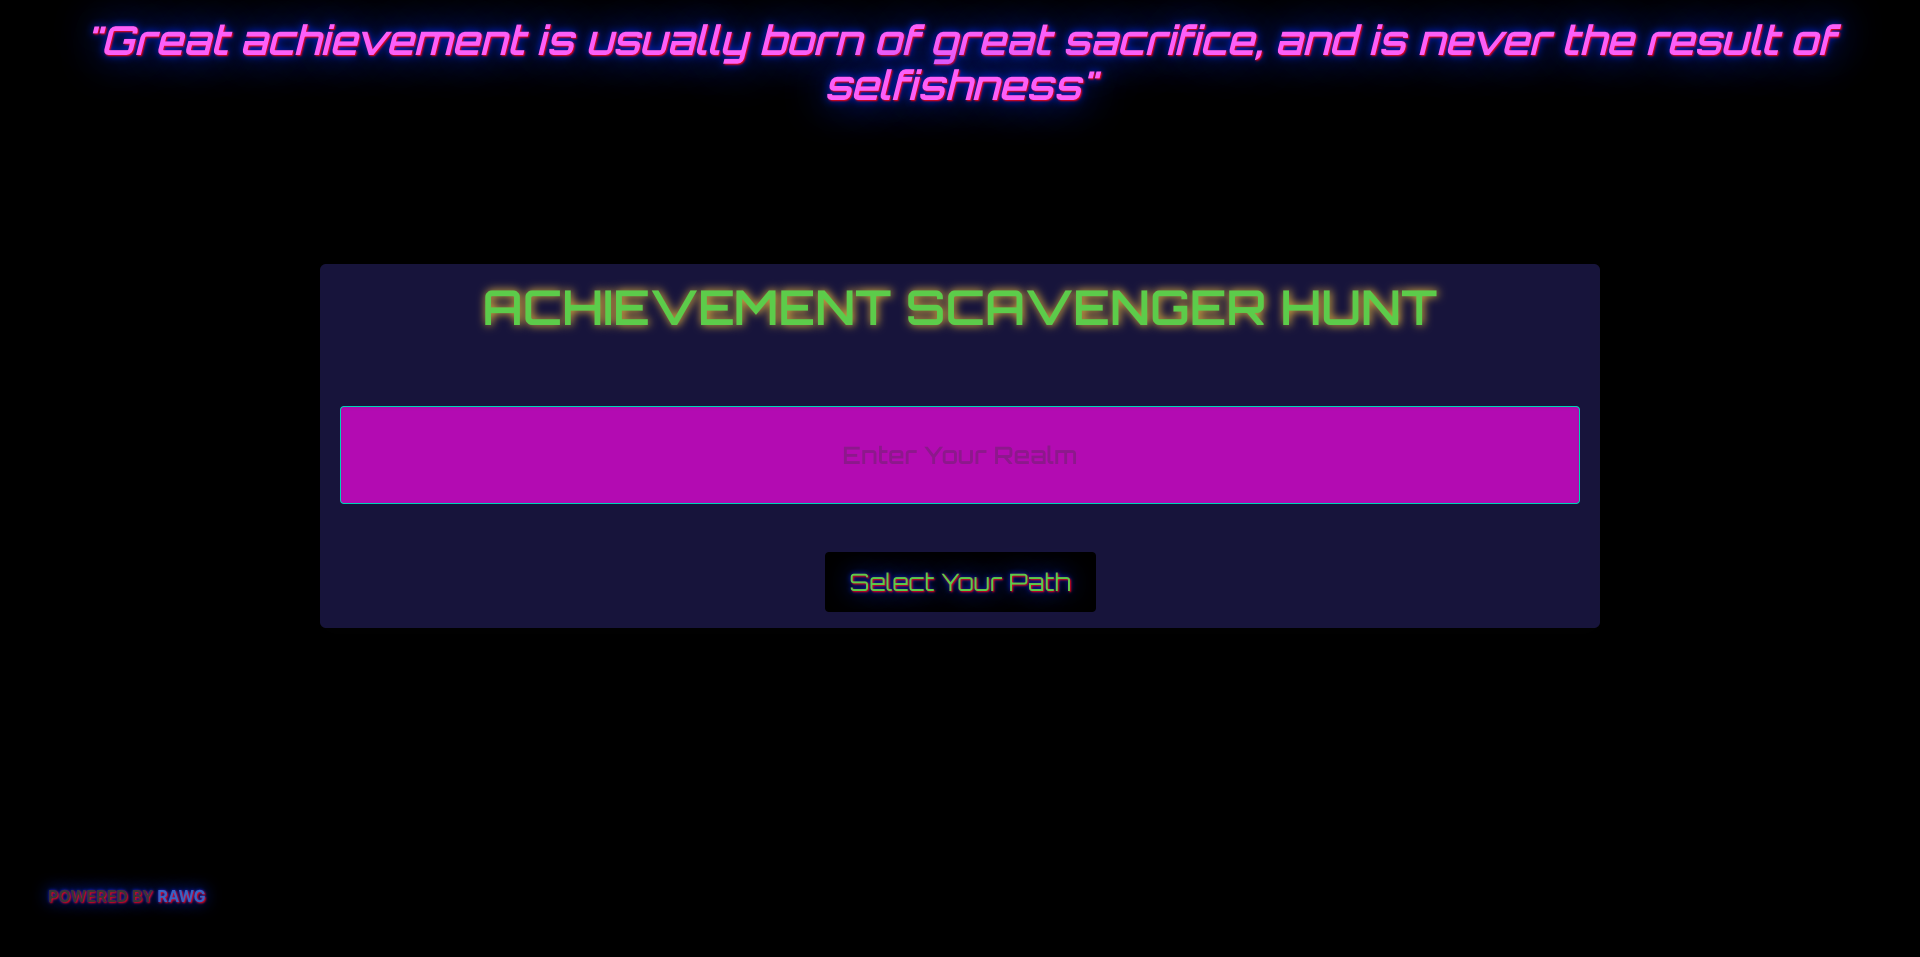 "Great achievement is usually born of great sacrifice, and is never the result of
selfishness"
ACHIEVEMENT SCAVENGER HUNT
Enter Your Realm
Select Your Path
POWERED BY RAWG